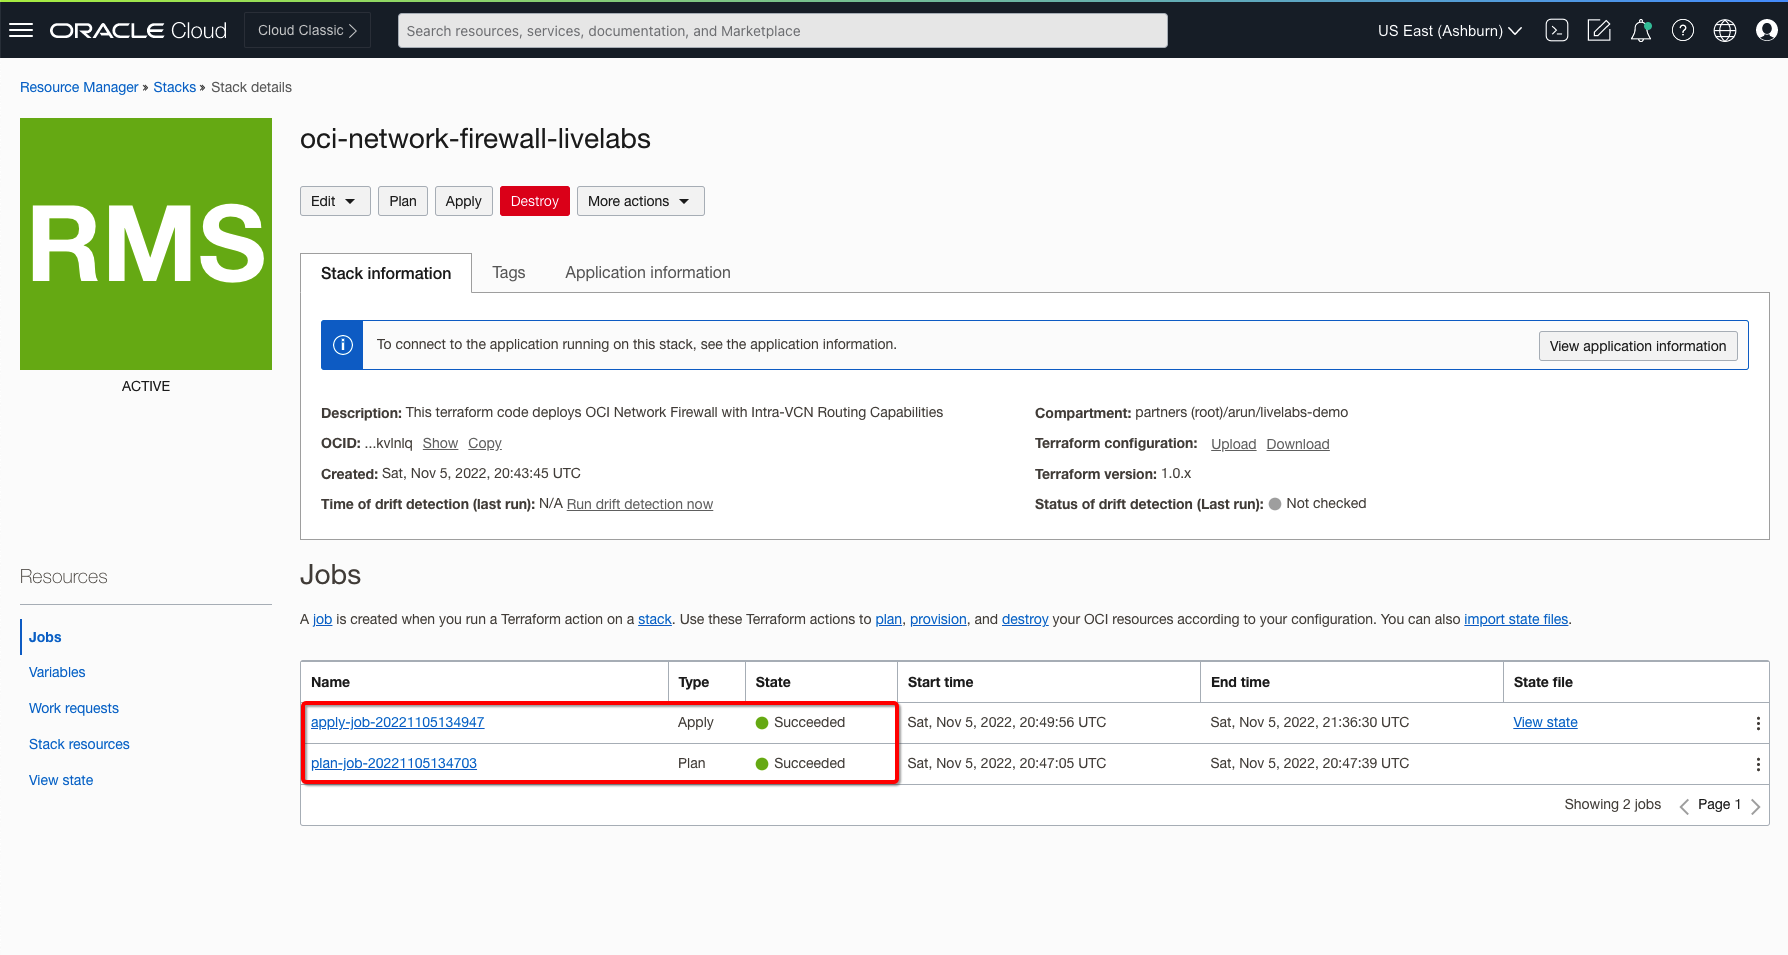 ORACLE Cloud
Cloud Classic
Search resources, services, documentation, and Marketplace
US East (Ashburn)
Resource Manager » Stacks » Stack details
RMS
ACTIVE
oci-network-firewall-livelabs
Edit
Plan
Apply
Destroy
More actions
Stack information
Tags
Application information
To connect to the application running on this stack, see the application information.
View application information
Description: This terraform code deploys OCI Network Firewall with Intra-VCN Routing Capabilities
OCID: ...kvlnlq Show Copy
Created: Sat, Nov 5, 2022, 20:43:45 UTC
Time of drift detection (last run): N/A Run drift detection now
Compartment: partners (root)/arun/livelabs-demo
Terraform configuration: Upload Download
Terraform version: 1.0.x
Status of drift detection (Last run): Not checked
Resources
Jobs
Variables
Work requests
Stack resources
View state
Jobs
A job is created when you run a Terraform action on a stack. Use these Terraform actions to plan, provision, and destroy your OCI resources according to your configuration. You can also import state files.
Name Type State Start time End time State file
apply-job-20221105134947 Apply Succeeded Sat, Nov 5, 2022, 20:49:56 UTC Sat, Nov 5, 2022, 21:36:30 UTC View state
plan-job-20221105134703 Plan Succeeded Sat, Nov 5, 2022, 20:47:05 UTC Sat, Nov 5, 2022, 20:47:39 UTC
Showing 2 jobs Page 1